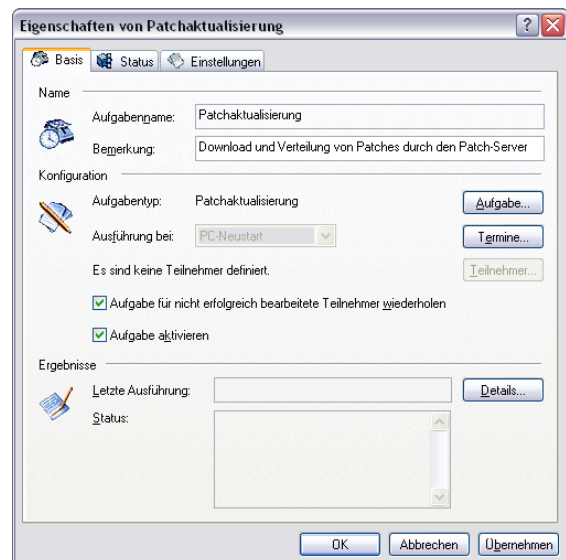 Eigenschaften von Patchaktualisierung
Basis Status Einstellungen
Name
Aufgabenname: Patchaktualisierung
Bemerkung: Download und Verteilung von Patches durch den Patch-Server
Konfiguration
Aufgabentyp: Patchaktualisierung Aufgabe...
Ausführung bei: PC-Neustart Termine...
Es sind keine Teilnehmer definiert. Teilnehmer...
Aufgabe für nicht erfolgreich bearbeitete Teilnehmer wiederholen
Aufgabe aktivieren
Ergebnisse
Letzte Ausführung: Details...
Status:
OK Abbrechen Übernehmen